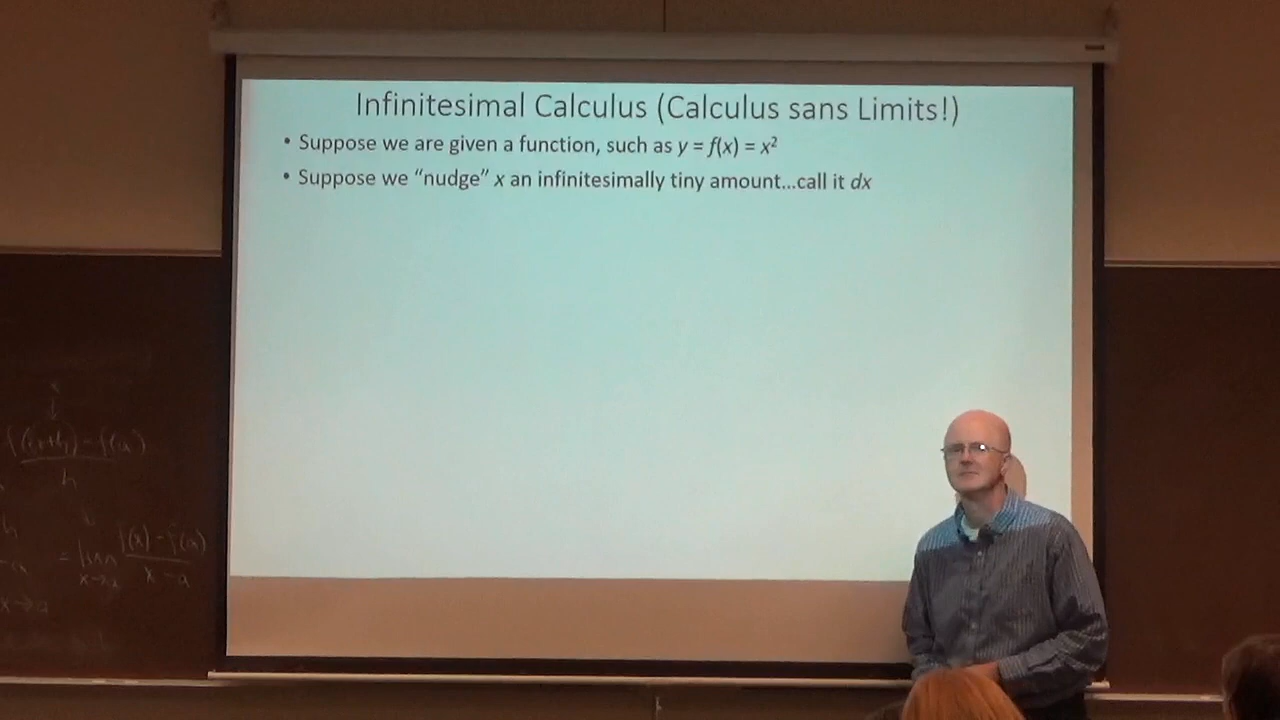 Infinitesimal Calculus (Calculus sans Limits!)
• Suppose we are given a function, such as y = f(x) = x²
• Suppose we “nudge” x an infinitesimally tiny amount...call it dx
f(a+h) - f(a)
h
= lim f(x) - f(a)
x→a x - a
x→a